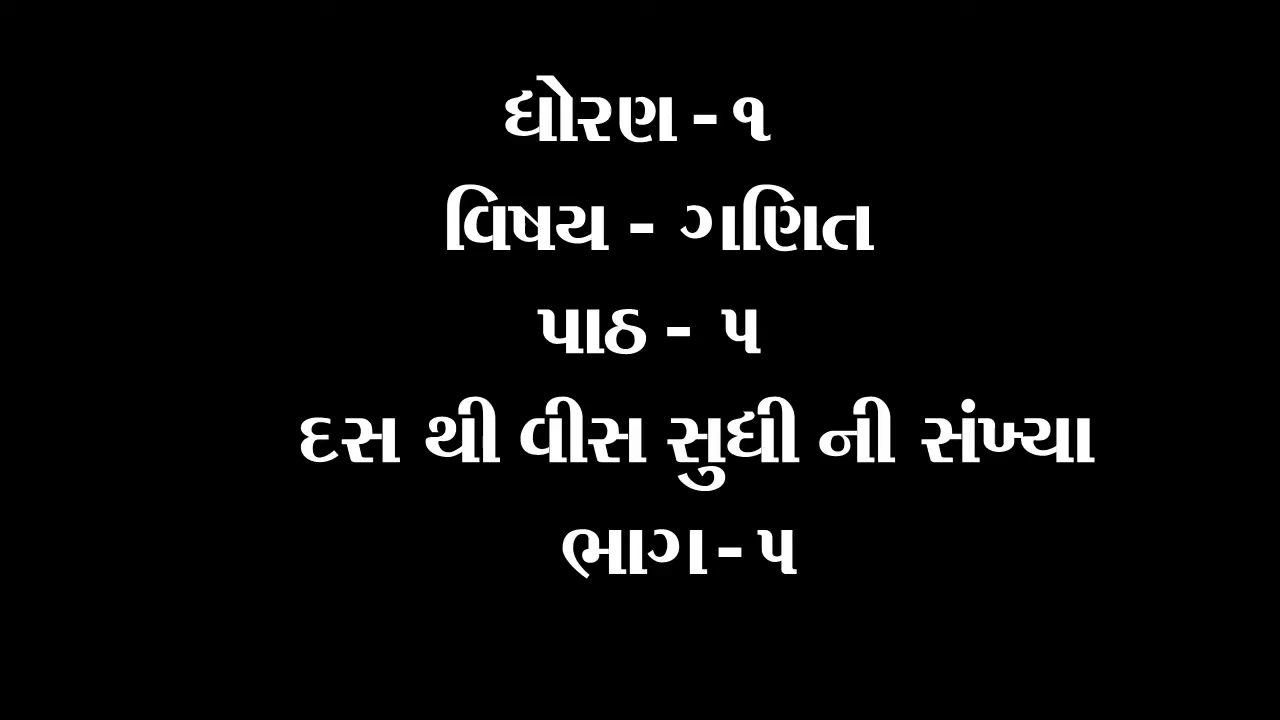 ધોરણ - ૧
વિષય - ગણિત
પાઠ - ૫
દસ થી વીસ સુધી ની સંખ્યા
ભાગ - ૫